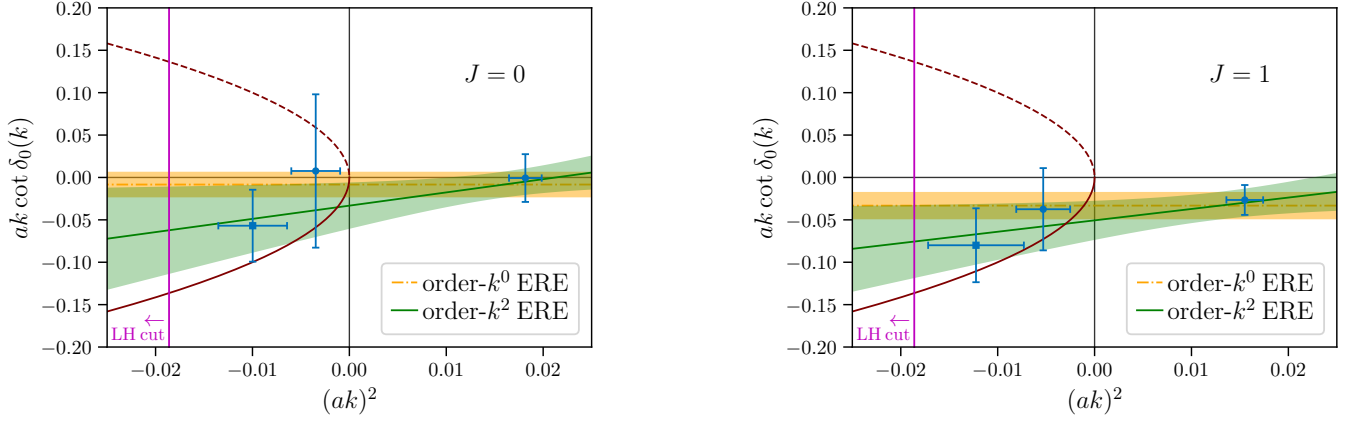 0.20
0.15
0.10
0.05
0.00
−0.05
−0.10
−0.15
−0.20
ak cot δ₀(k)
J = 0
order-k⁰ ERE
order-k² ERE
←
LH cut
−0.02
−0.01
0.00
0.01
0.02
(ak)²
0.20
0.15
0.10
0.05
0.00
−0.05
−0.10
−0.15
−0.20
ak cot δ₀(k)
J = 1
order-k⁰ ERE
order-k² ERE
←
LH cut
−0.02
−0.01
0.00
0.01
0.02
(ak)²